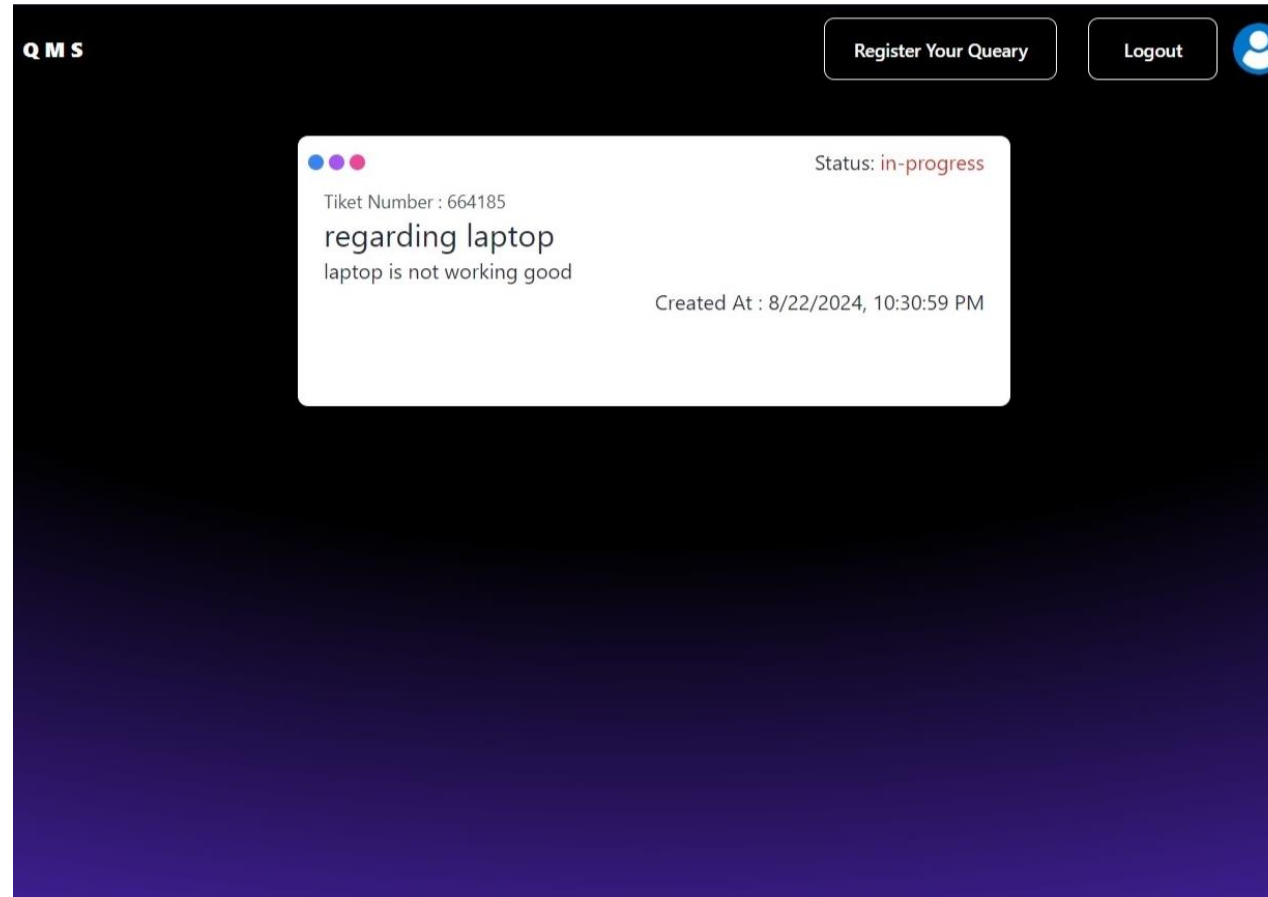 QMS
Register Your Queary
Logout
Status: in-progress
Tiket Number : 664185
regarding laptop
laptop is not working good
Created At : 8/22/2024, 10:30:59 PM